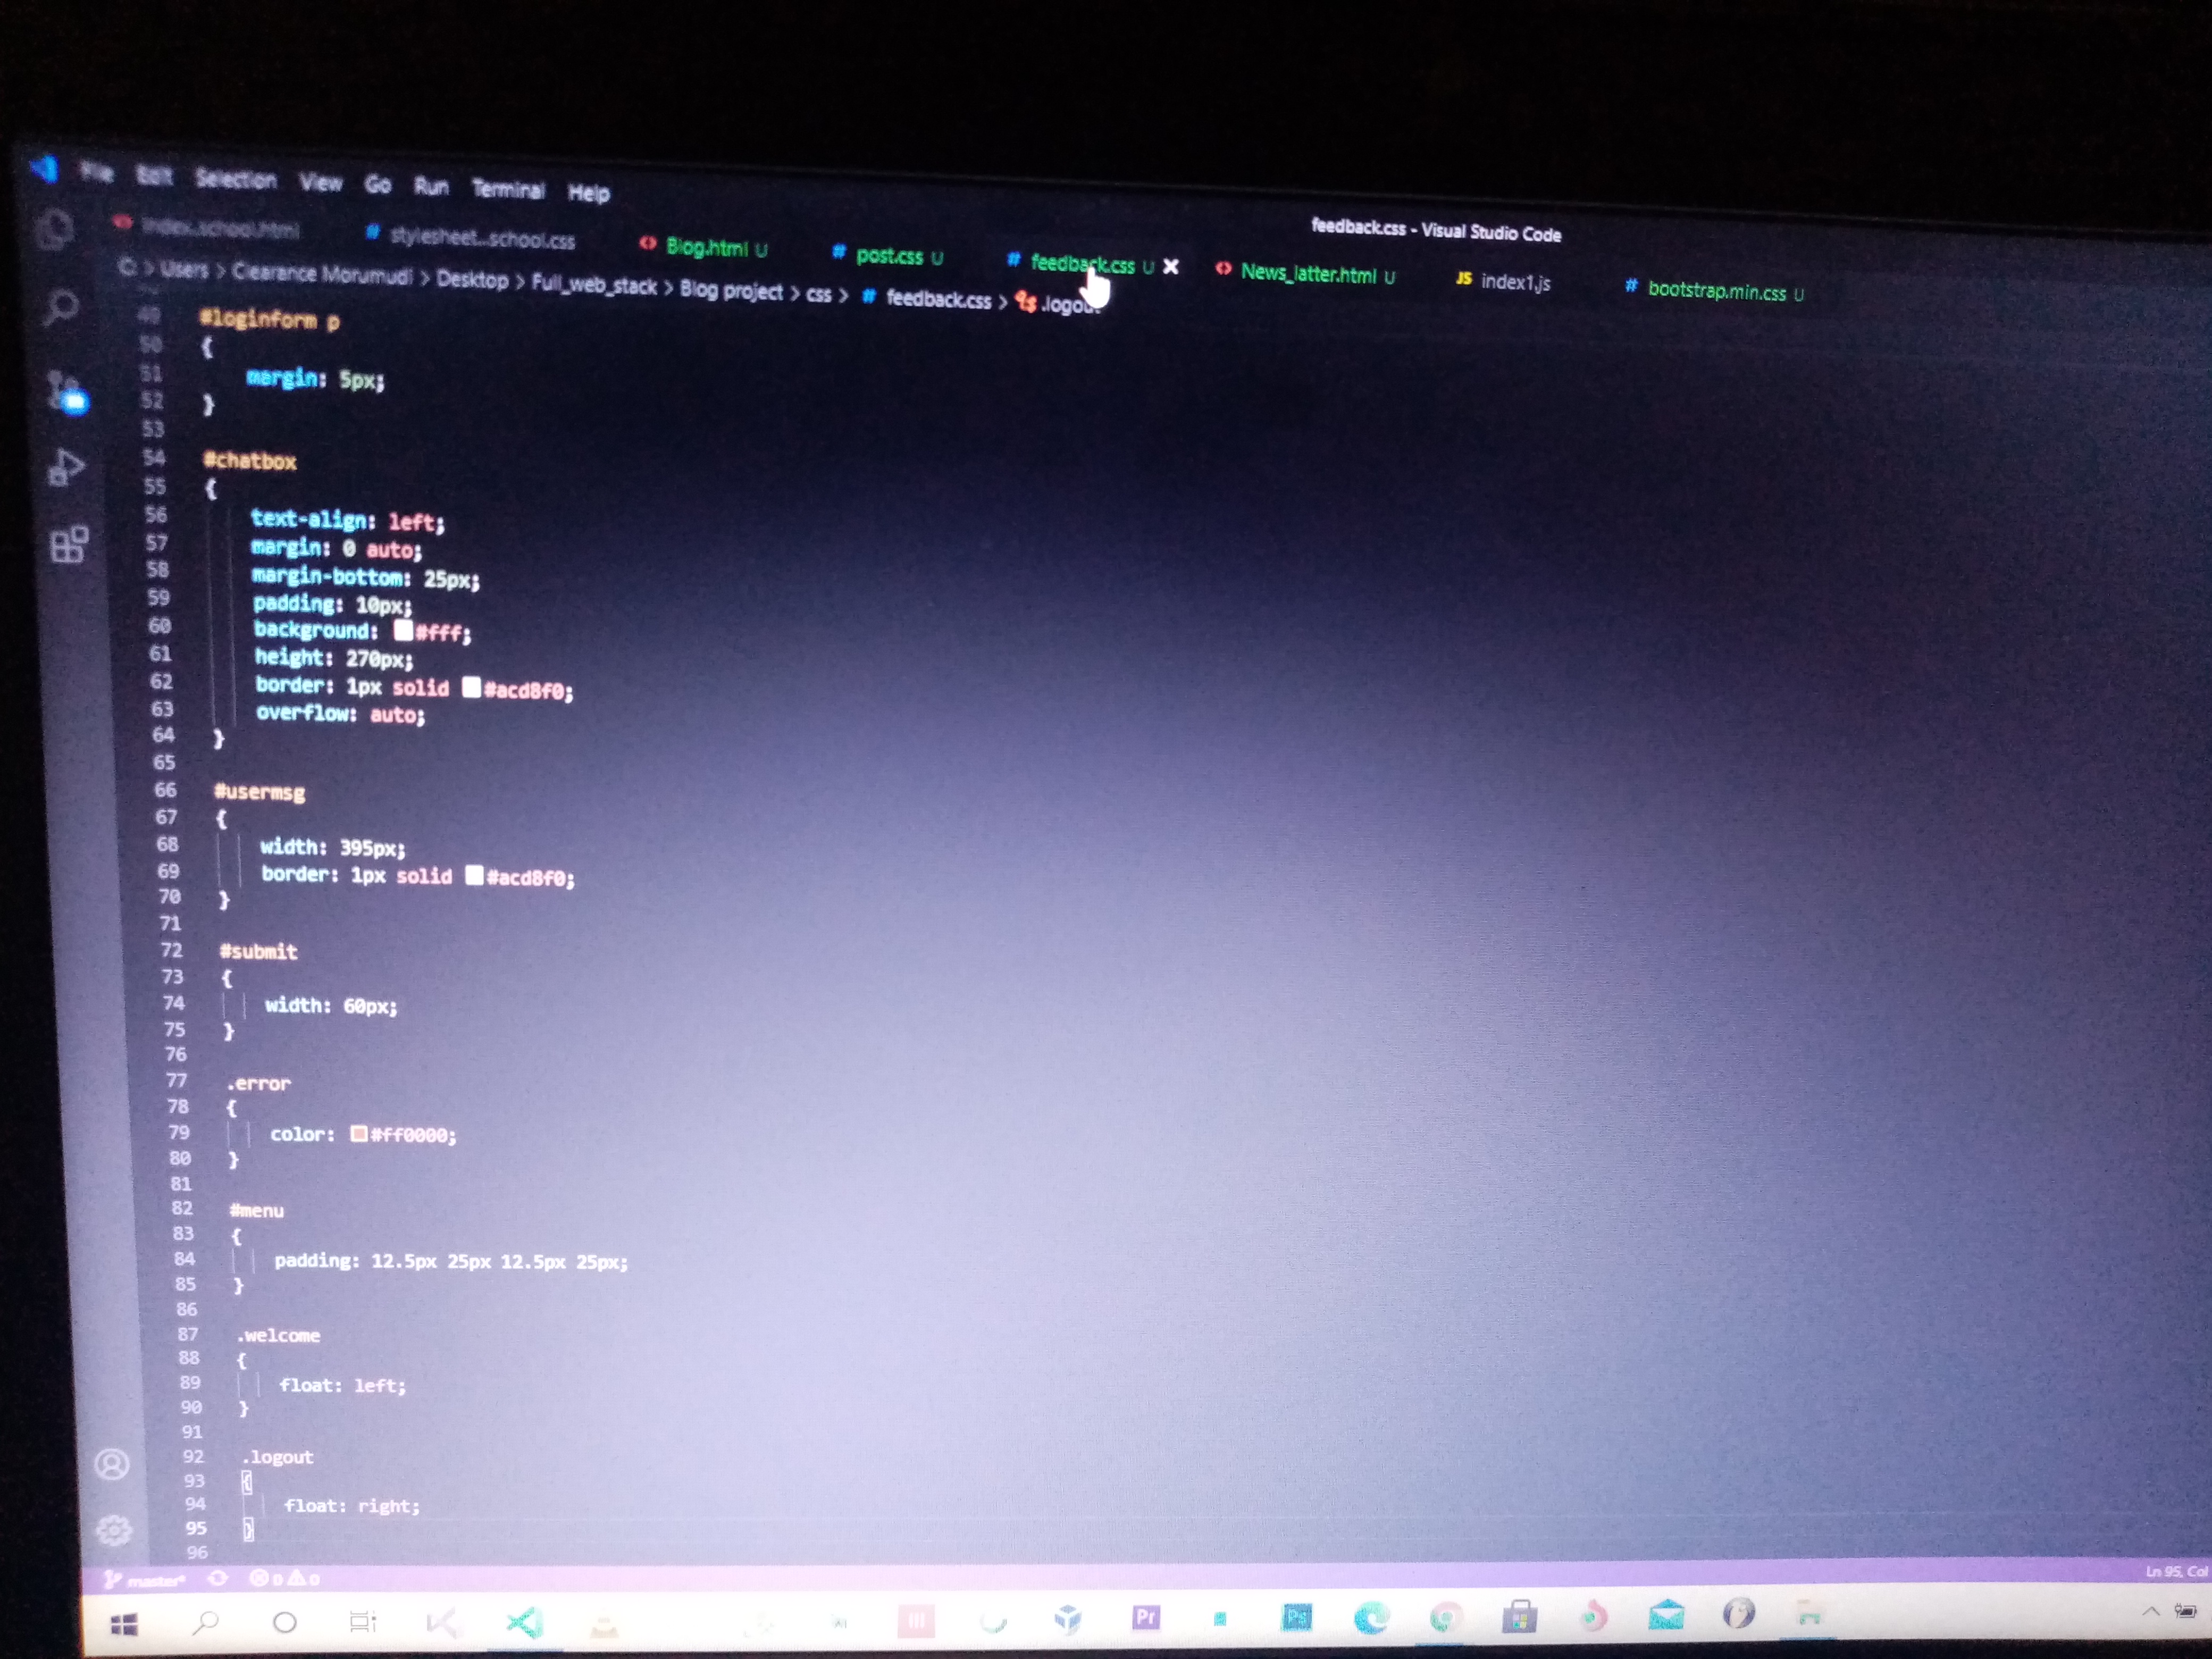 File Edit Selection View Go Run Terminal Help
feedback.css - Visual Studio Code
index..school.html stylesheet...school.css Blog.html U post.css U feedback.css U News_latter.html U JS index1.js bootstrap.min.css U
C: > Users > Clearance Morumudi > Desktop > Full_web_stack > Blog project > css > # feedback.css > .logout
49 #loginform p
50 {
51 margin: 5px;
52 }
53
54 #chatbox
55 {
56 text-align: left;
57 margin: 0 auto;
58 margin-bottom: 25px;
59 padding: 10px;
60 background: #fff;
61 height: 270px;
62 border: 1px solid #acd8f0;
63 overflow: auto;
64 }
65
66 #usermsg
67 {
68 width: 395px;
69 border: 1px solid #acd8f0;
70 }
71
72 #submit
73 {
74 width: 60px;
75 }
76
77 .error
78 {
79 color: #ff0000;
80 }
81
82 #menu
83 {
84 padding: 12.5px 25px 12.5px 25px;
85 }
86
87 .welcome
88 {
89 float: left;
90 }
91
92 .logout
93 {
94 float: right;
95 }
96
master* 0 0 Ln 95, Col
Pr Ps